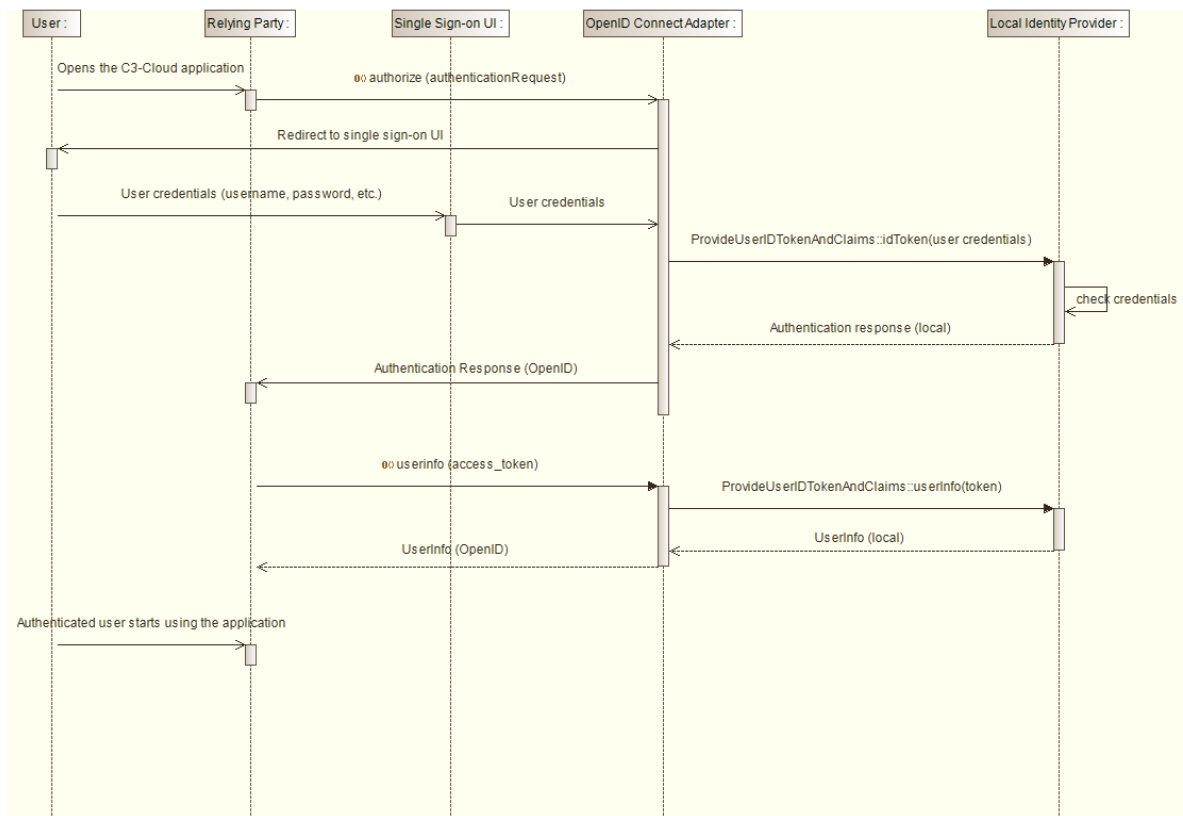 User :
Relying Party :
Single Sign-on UI :
OpenID Connect Adapter :
Local Identity Provider :
Opens the C3-Cloud application
authorize (authenticationRequest)
Redirect to single sign-on UI
User credentials (username, password, etc.)
User credentials
ProvideUserIDTokenAndClaims::idToken(user credentials)
check credentials
Authentication response (local)
Authentication Response (OpenID)
userinfo (access_token)
ProvideUserIDTokenAndClaims::userInfo(token)
UserInfo (local)
UserInfo (OpenID)
Authenticated user starts using the application